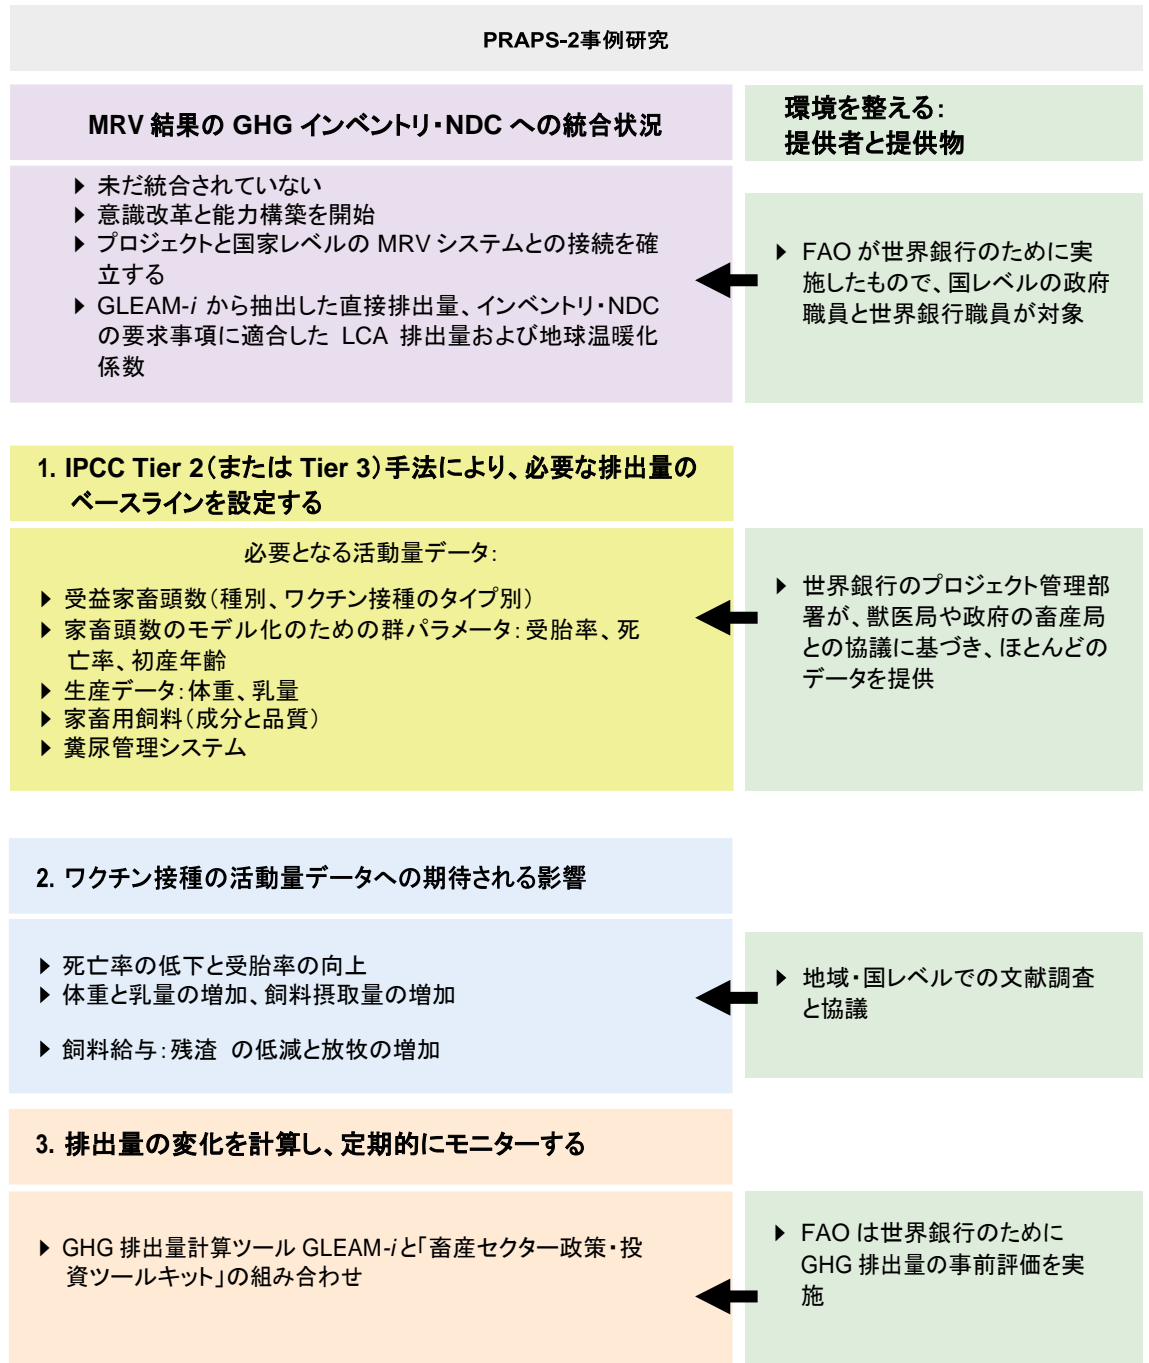 PRAPS-2事例研究
MRV 結果の GHG インベントリ・NDC への統合状況
環境を整える：
提供者と提供物
▶ 未だ統合されていない
▶ 意識改革と能力構築を開始
▶ プロジェクトと国家レベルの MRV システムとの接続を確
立する
▶ GLEAM-i から抽出した直接排出量、インベントリ・NDC
の要求事項に適合した LCA 排出量および地球温暖化
係数
▶ FAO が世界銀行のために実
施したもので、国レベルの政府
職員と世界銀行職員が対象
1. IPCC Tier 2（または Tier 3）手法により、必要な排出量の
ベースラインを設定する
必要となる活動量データ：
▶ 受益家畜頭数（種別、ワクチン接種のタイプ別）
▶ 家畜頭数のモデル化のための群パラメータ：受胎率、死
亡率、初産年齢
▶ 生産データ：体重、乳量
▶ 家畜用飼料（成分と品質）
▶ 糞尿管理システム
▶ 世界銀行のプロジェクト管理部
署が、獣医局や政府の畜産局
との協議に基づき、ほとんどの
データを提供
2. ワクチン接種の活動量データへの期待される影響
▶ 死亡率の低下と受胎率の向上
▶ 体重と乳量の増加、飼料摂取量の増加
▶ 飼料給与：残渣 の低減と放牧の増加
▶ 地域・国レベルでの文献調査
と協議
3. 排出量の変化を計算し、定期的にモニターする
▶ GHG 排出量計算ツール GLEAM-iと「畜産セクター政策・投
資ツールキット」の組み合わせ
▶ FAO は世界銀行のために
GHG 排出量の事前評価を実
施